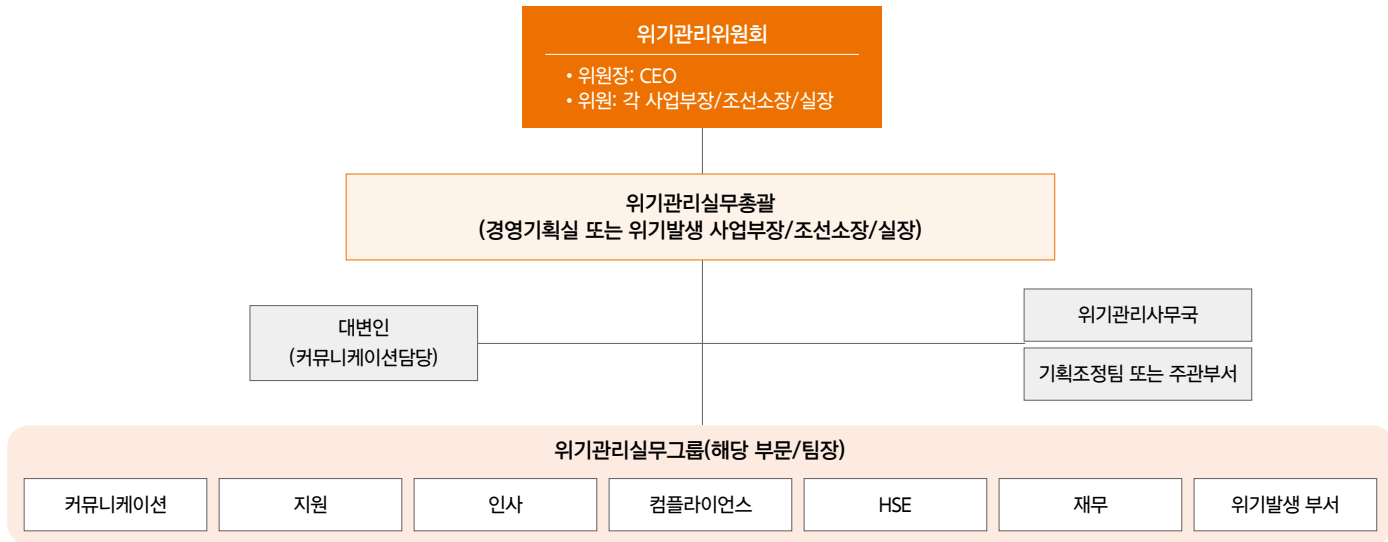 위기관리위원회
• 위원장: CEO
• 위원: 각 사업부장/조선소장/실장
위기관리실무총괄
(경영기획실 또는 위기발생 사업부장/조선소장/실장)
대변인
(커뮤니케이션담당)
위기관리사무국
기획조정팀 또는 주관부서
위기관리실무그룹(해당 부문/팀장)
커뮤니케이션
지원
인사
컴플라이언스
HSE
재무
위기발생 부서